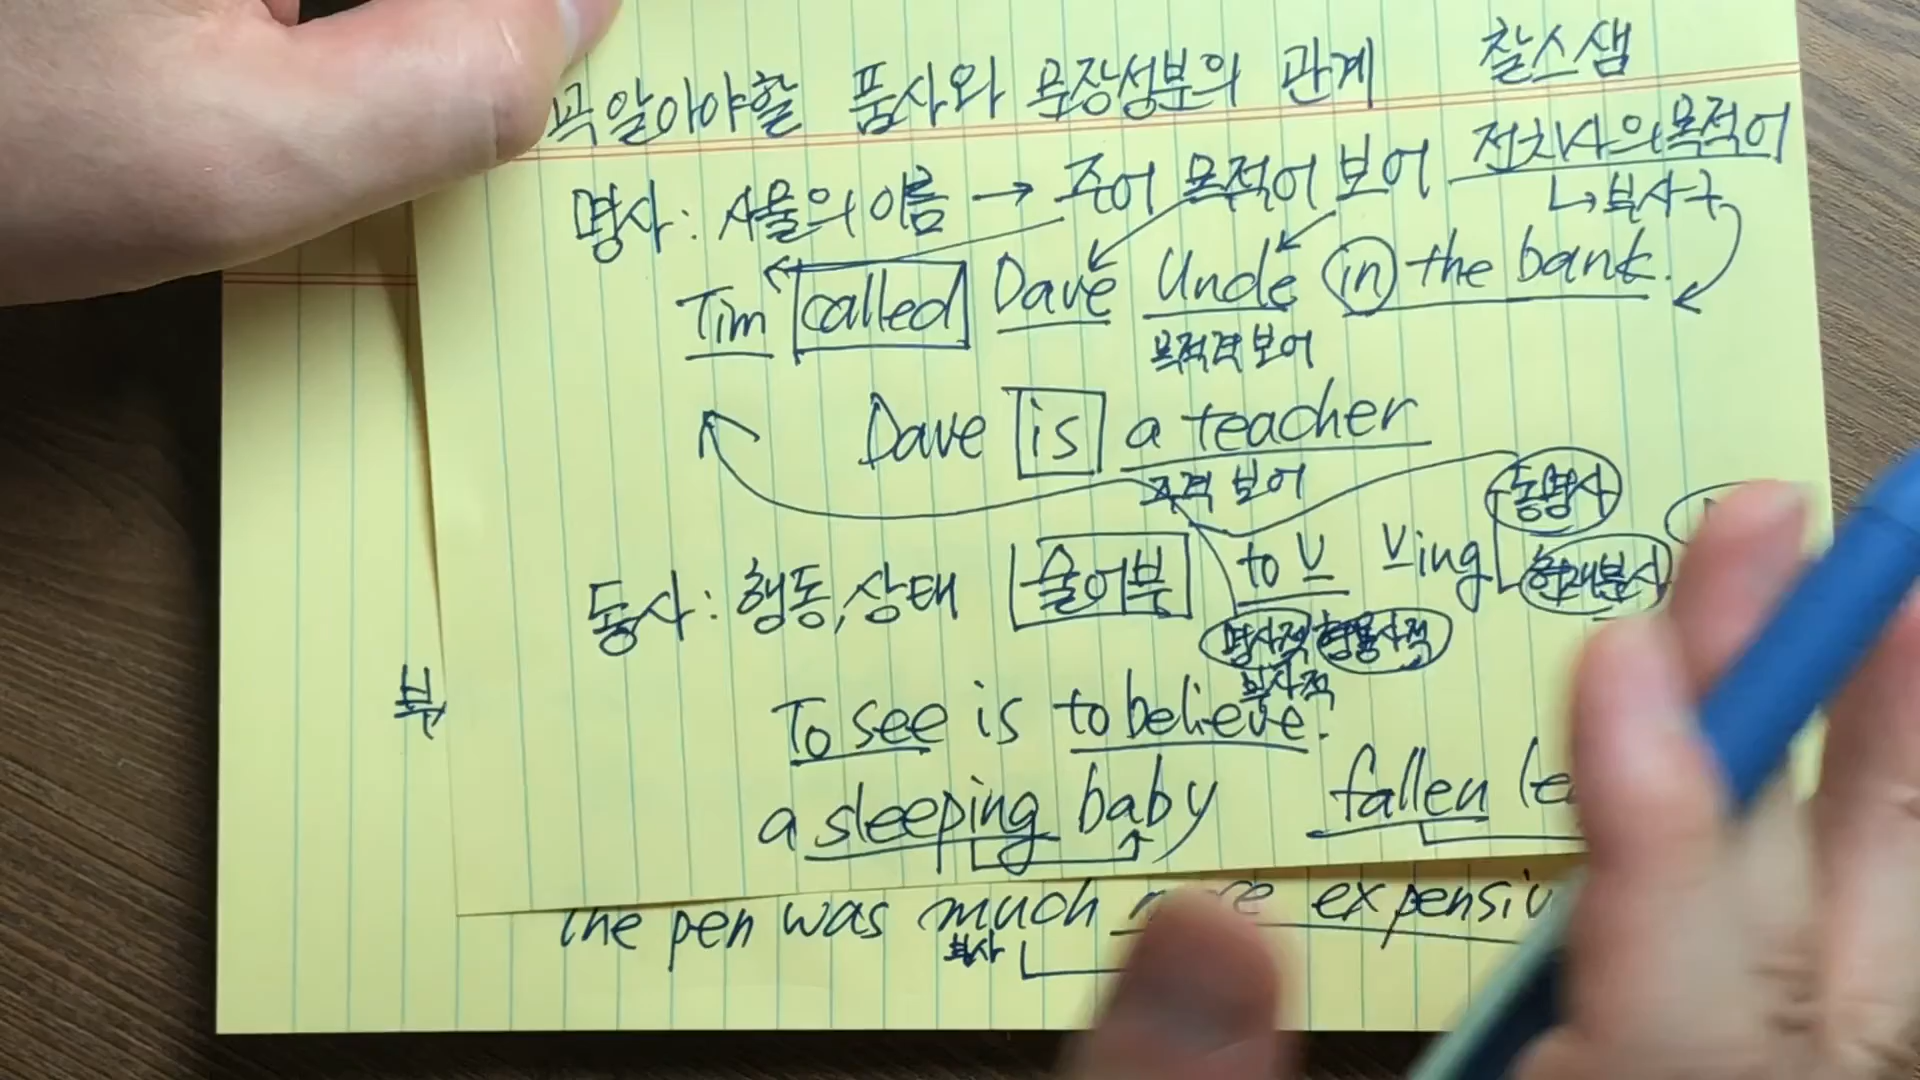 꼭알아야할 품사와 문장성분의 관계 찰스샘
명사: 사물의 이름 → 주어 목적어 보어 전치사의목적어
↳ 부사구
Tim called Dave Uncle in the bank.
목적격 보어
Dave is a teacher
주격 보어
동명사
동사: 행동, 상태 술어부 to V Ving 현재분사
명사적 형용사적
부사적
To see is to believe.
a sleeping baby fallen
부
The pen was much more
부사